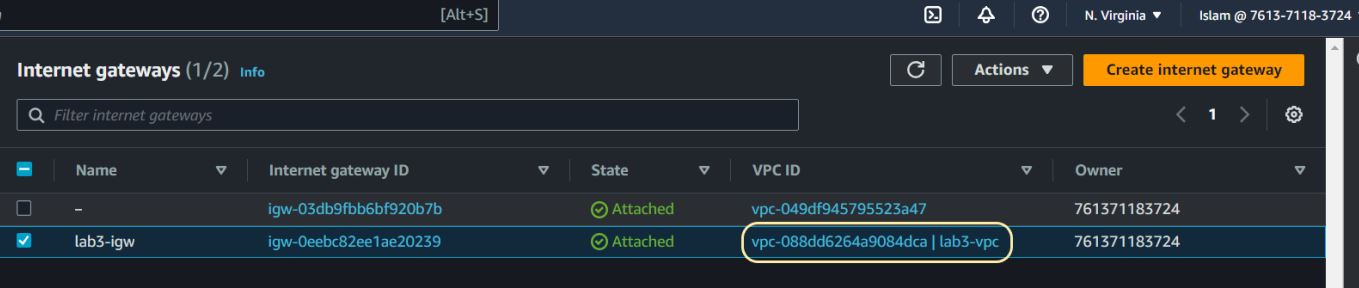 [Alt+S] N. Virginia ▼ Islam @ 7613-7118-3724
Internet gateways (1/2) Info Actions ▼ Create internet gateway
Filter internet gateways 1
Name Internet gateway ID State VPC ID Owner
– igw-03db9fbb6bf920b7b Attached vpc-049df945795523a47 761371183724
lab3-igw igw-0eebc82ee1ae20239 Attached vpc-088dd6264a9084dca | lab3-vpc 761371183724